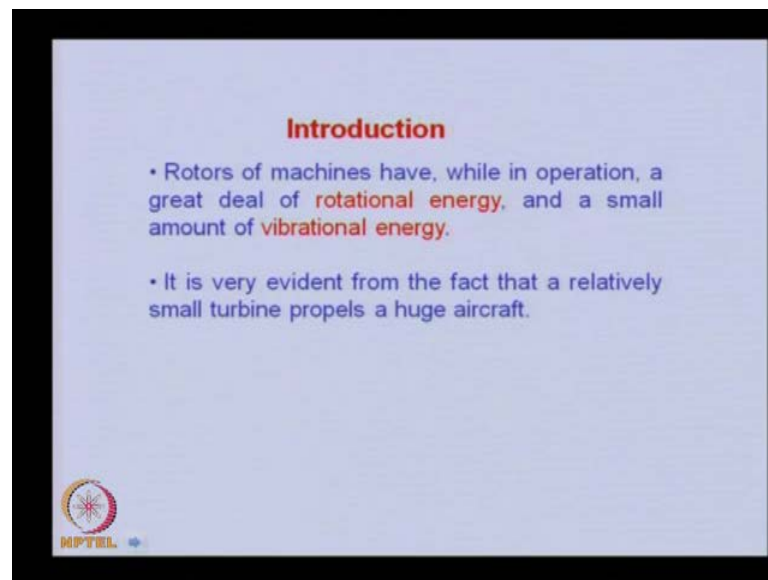 Introduction
• Rotors of machines have, while in operation, a
great deal of rotational energy, and a small
amount of vibrational energy.
• It is very evident from the fact that a relatively
small turbine propels a huge aircraft.
NPTEL